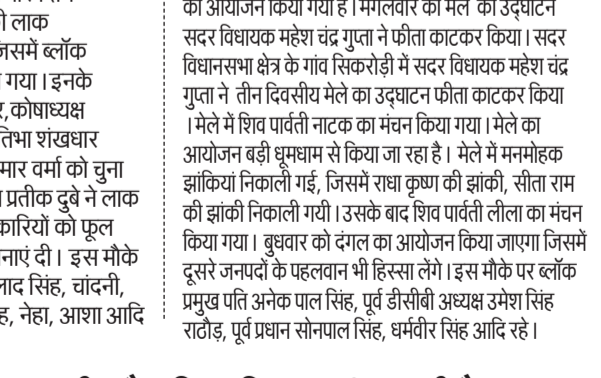 ी लाक
जिसमें ब्लॉक
गया । इनके
र,कोषाध्यक्ष
तिभा शंखधार
मार वर्मा को चुना
प्रतीक दुबे ने लाक
कारियों को फूल
नाएं दी । इस मौके
लाद सिंह, चांदनी,
ह, नेहा, आशा आदि
का आयोजन किया गया है । मंगलवार को मेले का उद्घाटन
सदर विधायक महेश चंद्र गुप्ता ने फीता काटकर किया । सदर
विधानसभा क्षेत्र के गांव सिकरोड़ी में सदर विधायक महेश चंद्र
गुप्ता ने तीन दिवसीय मेले का उद्घाटन फीता काटकर किया
। मेले में शिव पार्वती नाटक का मंचन किया गया । मेले का
आयोजन बड़ी धूमधाम से किया जा रहा है । मेले में मनमोहक
झांकियां निकाली गई, जिसमें राधा कृष्ण की झांकी, सीता राम
की झांकी निकाली गयी । उसके बाद शिव पार्वती लीला का मंचन
किया गया । बुधवार को दंगल का आयोजन किया जाएगा जिसमें
दूसरे जनपदों के पहलवान भी हिस्सा लेंगे । इस मौके पर ब्लॉक
प्रमुख पति अनेक पाल सिंह, पूर्व डीसीबी अध्यक्ष उमेश सिंह
राठौड़, पूर्व प्रधान सोनपाल सिंह, धर्मवीर सिंह आदि रहे ।